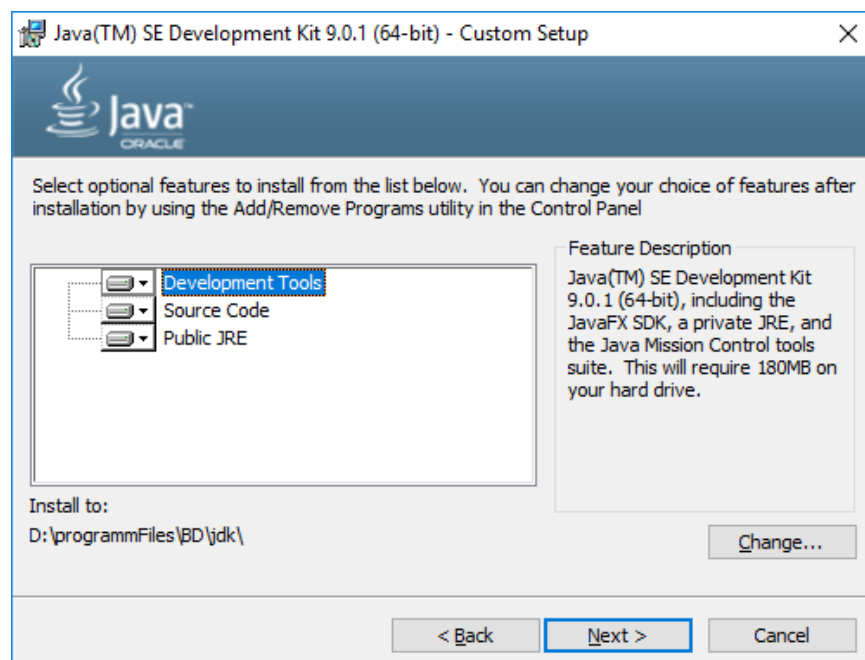 Java(TM) SE Development Kit 9.0.1 (64-bit) - Custom Setup
Java™
ORACLE
Select optional features to install from the list below.  You can change your choice of features after
installation by using the Add/Remove Programs utility in the Control Panel
Development Tools
Source Code
Public JRE
Feature Description
Java(TM) SE Development Kit
9.0.1 (64-bit), including the
JavaFX SDK, a private JRE, and
the Java Mission Control tools
suite.  This will require 180MB on
your hard drive.
Install to:
D:\programmFiles\BD\jdk\
Change...
< Back
Next >
Cancel